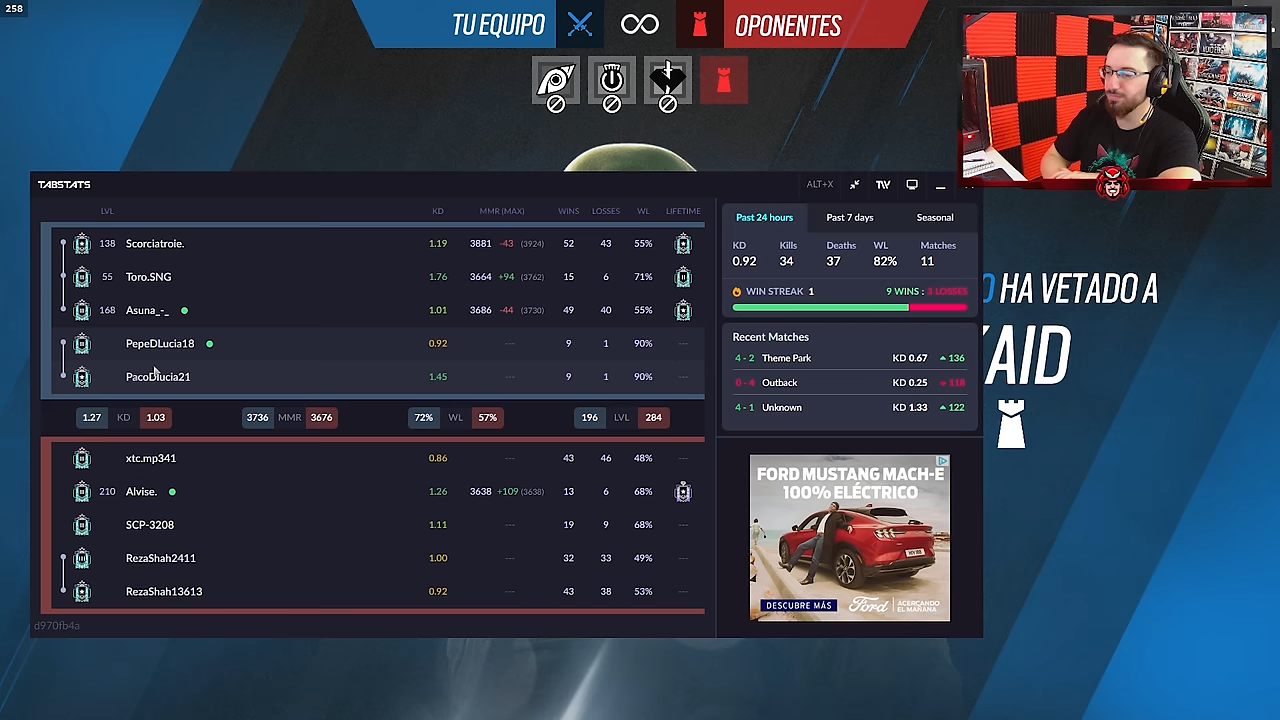 258
TU EQUIPO
OPONENTES
TABSTATS
ALT+X
LVL KD MMR (MAX) WINS LOSSES WL LIFETIME
138 Scorciatroie. 1.19 3881 -43 (3924) 52 43 55%
55 Toro.SNG 1.76 3664 +94 (3762) 15 6 71%
168 Asuna_-_ 1.01 3686 -44 (3730) 49 40 55%
PepeDLucia18 0.92 --- 9 1 90% ---
PacoDlucia21 1.45 --- 9 1 90% ---
1.27 KD 1.03 3736 MMR 3676 72% WL 57% 196 LVL 284
xtc.mp341 0.86 --- 43 46 48% ---
210 Alvise. 1.26 3638 +109 (3638) 13 6 68%
SCP-3208 1.11 --- 19 9 68% ---
RezaShah2411 1.00 --- 32 33 49% ---
RezaShah13613 0.92 --- 43 38 53% ---
d970fb4a
Past 24 hours Past 7 days Seasonal
KD Kills Deaths WL Matches
0.92 34 37 82% 11
WIN STREAK 1 9 WINS : 3 LOSSES
Recent Matches
4 - 2 Theme Park KD 0.67 136
0 - 4 Outback KD 0.25 118
4 - 1 Unknown KD 1.33 122
FORD MUSTANG MACH-E
100% ELÉCTRICO
DESCUBRE MÁS
Ford
ACERCANDO
EL MAÑANA
HA VETADO A
KAID